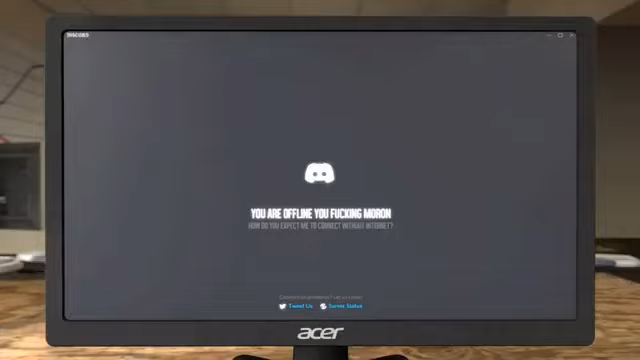 DISCORD
YOU ARE OFFLINE YOU FUCKING MORON
HOW DO YOU EXPECT ME TO CONNECT WITHOUT INTERNET?
Tweet Us Server Status
acer